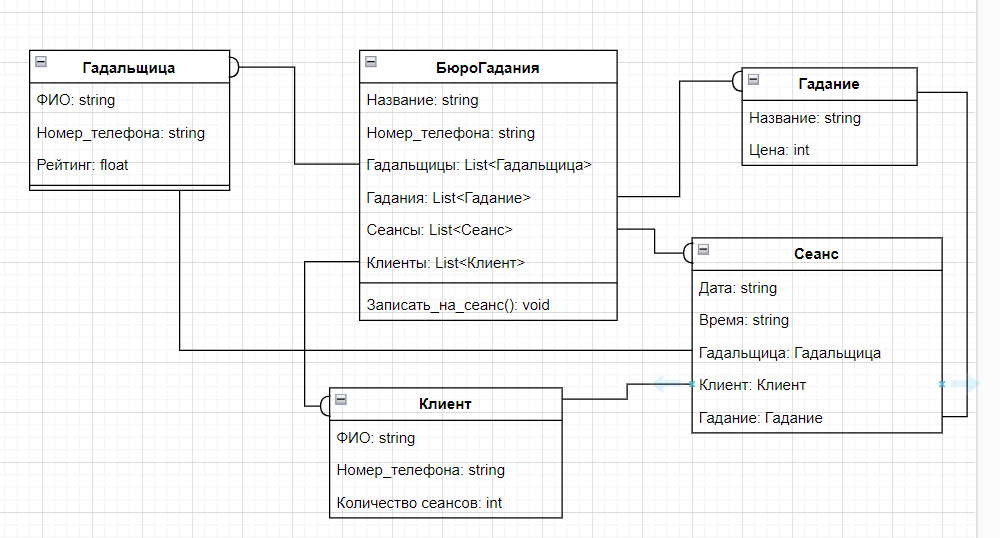 Гадальщица
ФИО: string
Номер_телефона: string
Рейтинг: float
БюроГадания
Название: string
Номер_телефона: string
Гадальщицы: List<Гадальщица>
Гадания: List<Гадание>
Сеансы: List<Сеанс>
Клиенты: List<Клиент>
Записать_на_сеанс(): void
Гадание
Название: string
Цена: int
Сеанс
Дата: string
Время: string
Гадальщица: Гадальщица
Клиент: Клиент
Гадание: Гадание
Клиент
ФИО: string
Номер_телефона: string
Количество сеансов: int